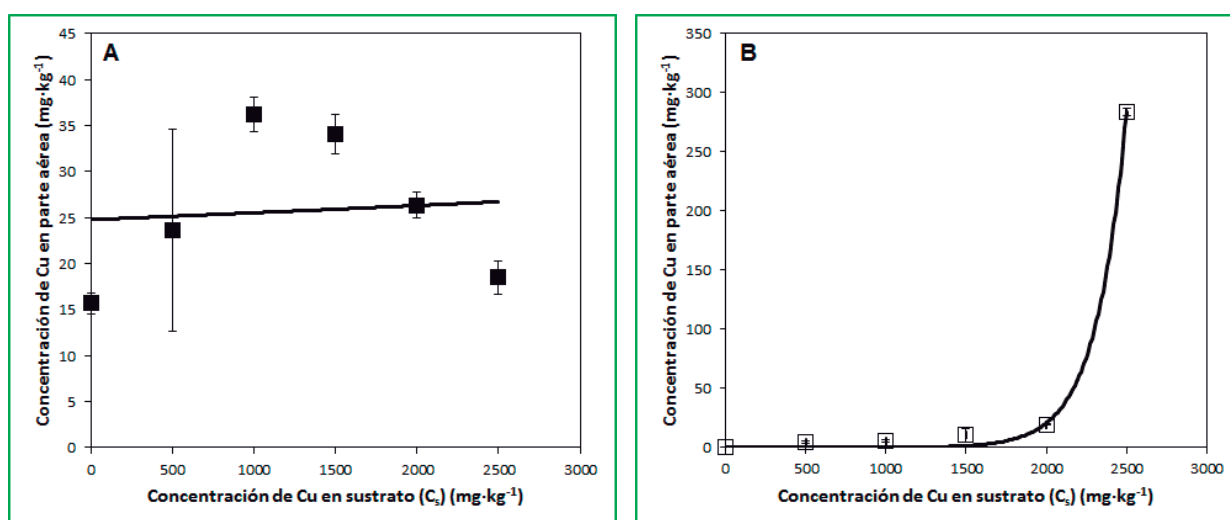 A
Concentración de Cu en parte aérea (mg·kg⁻¹)
45
40
35
30
25
20
15
10
5
0
0 500 1000 1500 2000 2500 3000
Concentración de Cu en sustrato (Cₛ) (mg·kg⁻¹)
B
Concentración de Cu en parte aérea (mg·kg⁻¹)
350
300
250
200
150
100
50
0
0 500 1000 1500 2000 2500 3000
Concentración de Cu en sustrato (Cₛ) (mg·kg⁻¹)